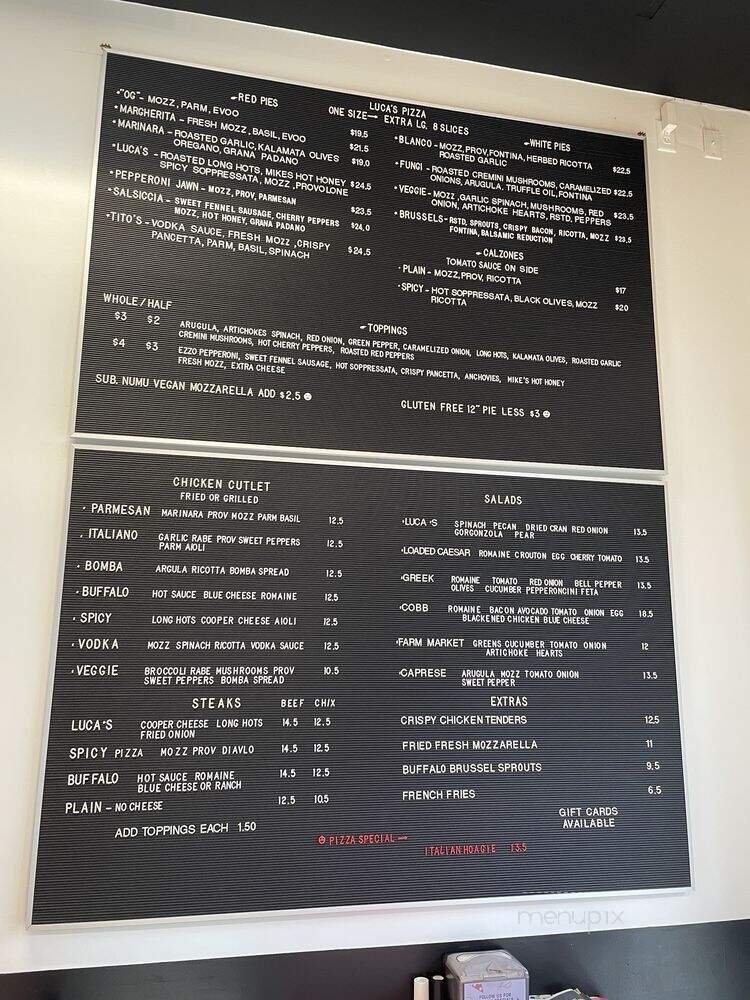 LUCA'S PIZZA
ONE SIZE→ EXTRA LG. 8 SLICES
RED PIES
•"OG"- MOZZ, PARM, EVOO $19.5
•MARGHERITA - FRESH MOZZ, BASIL, EVOO $21.5
•MARINARA - ROASTED GARLIC, KALAMATA OLIVES $19.0
OREGANO, GRANA PADANO
•LUCA'S - ROASTED LONG HOTS, MIKES HOT HONEY $24.5
SPICY SOPPRESSATA, MOZZ, PROVOLONE
•PEPPERONI JAWN - MOZZ, PROV, PARMESAN $23.5
•SALSICCIA - SWEET FENNEL SAUSAGE, CHERRY PEPPERS $24.0
MOZZ, HOT HONEY, GRANA PADANO
•TITO'S - VODKA SAUCE, FRESH MOZZ, CRISPY $24.5
PANCETTA, PARM, BASIL, SPINACH
WHITE PIES
•BLANCO - MOZZ, PROV, FONTINA, HERBED RICOTTA $22.5
ROASTED GARLIC
•FUNGI - ROASTED CREMINI MUSHROOMS, CARAMELIZED $22.5
ONIONS, ARUGULA. TRUFFLE OIL, FONTINA
•VEGGIE - MOZZ, GARLIC SPINACH, MUSHROOMS, RED $23.5
ONION, ARTICHOKE HEARTS, RSTD, PEPPERS
•BRUSSELS - RSTD, SPROUTS, CRISPY BACON, RICOTTA, MOZZ $23.5
FONTINA, BALSAMIC REDUCTION
CALZONES
TOMATO SAUCE ON SIDE
•PLAIN - MOZZ, PROV, RICOTTA $17
•SPICY - HOT SOPPRESSATA, BLACK OLIVES, MOZZ $20
RICOTTA
WHOLE/HALF
TOPPINGS
$3 $2 ARUGULA, ARTICHOKES SPINACH, RED ONION, GREEN PEPPER, CARAMELIZED ONION, LONG HOTS, KALAMATA OLIVES, ROASTED GARLIC
CREMINI MUSHROOMS, HOT CHERRY PEPPERS, ROASTED RED PEPPERS
$4 $3 EZZO PEPPERONI, SWEET FENNEL SAUSAGE, HOT SOPPRESSATA, CRISPY PANCETTA, ANCHOVIES, MIKE'S HOT HONEY
FRESH MOZZ, EXTRA CHEESE
SUB. NUMU VEGAN MOZZARELLA ADD $2.5 ☻
GLUTEN FREE 12" PIE LESS $3 ☻
CHICKEN CUTLET
FRIED OR GRILLED
• PARMESAN MARINARA PROV MOZZ PARM BASIL 12.5
• ITALIANO GARLIC RABE PROV SWEET PEPPERS 12.5
PARM AIOLI
• BOMBA ARGULA RICOTTA BOMBA SPREAD 12.5
• BUFFALO HOT SAUCE BLUE CHEESE ROMAINE 12.5
• SPICY LONG HOTS COOPER CHEESE AIOLI 12.5
• VODKA MOZZ SPINACH RICOTTA VODKA SAUCE 12.5
• VEGGIE BROCCOLI RABE MUSHROOMS PROV 10.5
SWEET PEPPERS BOMBA SPREAD
STEAKS BEEF CHIX
LUCA'S COOPER CHEESE LONG HOTS 14.5 12.5
FRIED ONION
SPICY PIZZA MOZZ PROV DIAVLO 14.5 12.5
BUFFALO HOT SAUCE ROMAINE 14.5 12.5
BLUE CHEESE OR RANCH
PLAIN - NO CHEESE 12.5 10.5
ADD TOPPINGS EACH 1.50
SALADS
•LUCA'S SPINACH PECAN DRIED CRAN RED ONION 13.5
GORGONZOLA PEAR
•LOADED CAESAR ROMAINE CROUTON EGG CHERRY TOMATO 13.5
•GREEK ROMAINE TOMATO RED ONION BELL PEPPER 13.5
OLIVES CUCUMBER PEPPERONCINI FETA
•COBB ROMAINE BACON AVOCADO TOMATO ONION EGG 18.5
BLACKENED CHICKEN BLUE CHEESE
•FARM MARKET GREENS CUCUMBER TOMATO ONION 12
ARTICHOKE HEARTS
•CAPRESE ARUGULA MOZZ TOMATO ONION 13.5
SWEET PEPPER
EXTRAS
CRISPY CHICKEN TENDERS 12.5
FRIED FRESH MOZZARELLA 11
BUFFALO BRUSSEL SPROUTS 9.5
FRENCH FRIES 6.5
GIFT CARDS
AVAILABLE
☻ PIZZA SPECIAL →
ITALIAN HOAGIE 13.5
menupix
FOLLOW US FOR